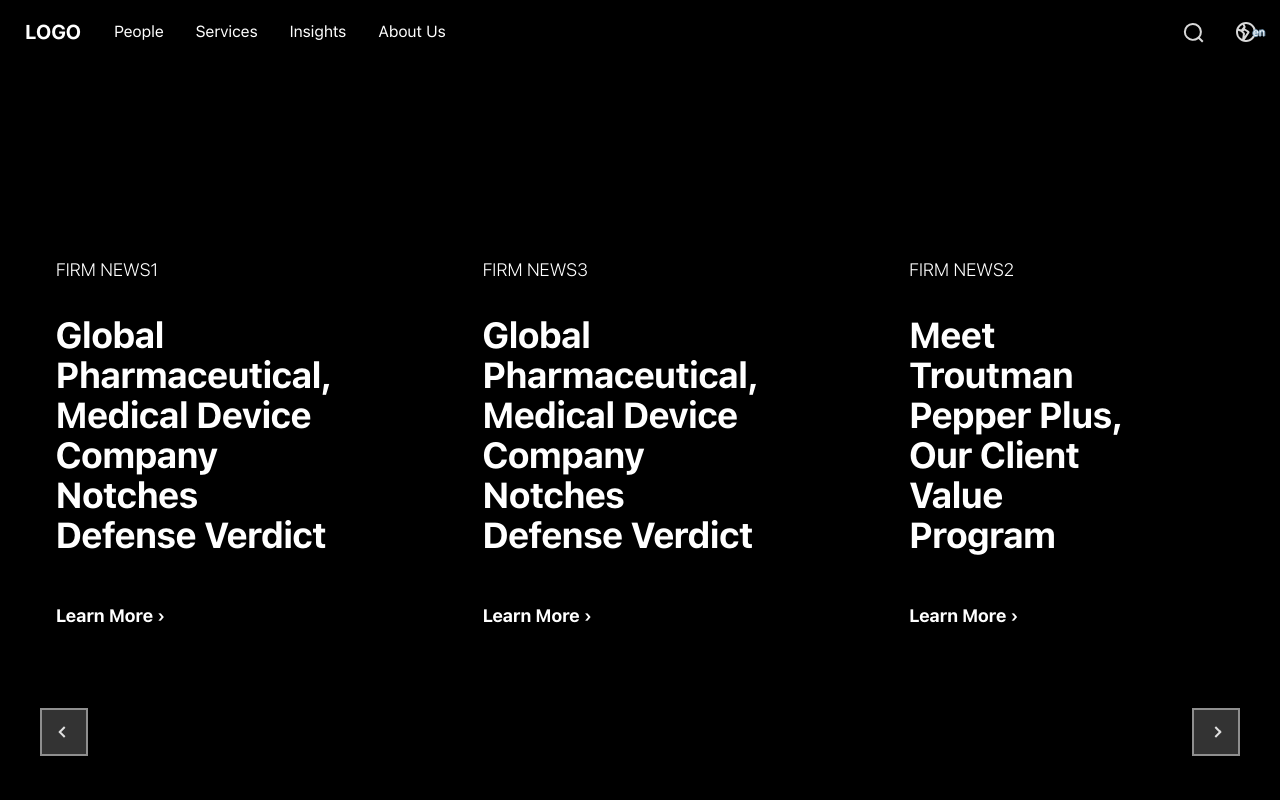 LOGO People Services Insights About Us en
FIRM NEWS1
Global
Pharmaceutical,
Medical Device
Company
Notches
Defense Verdict
Learn More ›
FIRM NEWS3
Global
Pharmaceutical,
Medical Device
Company
Notches
Defense Verdict
Learn More ›
FIRM NEWS2
Meet
Troutman
Pepper Plus,
Our Client
Value
Program
Learn More ›